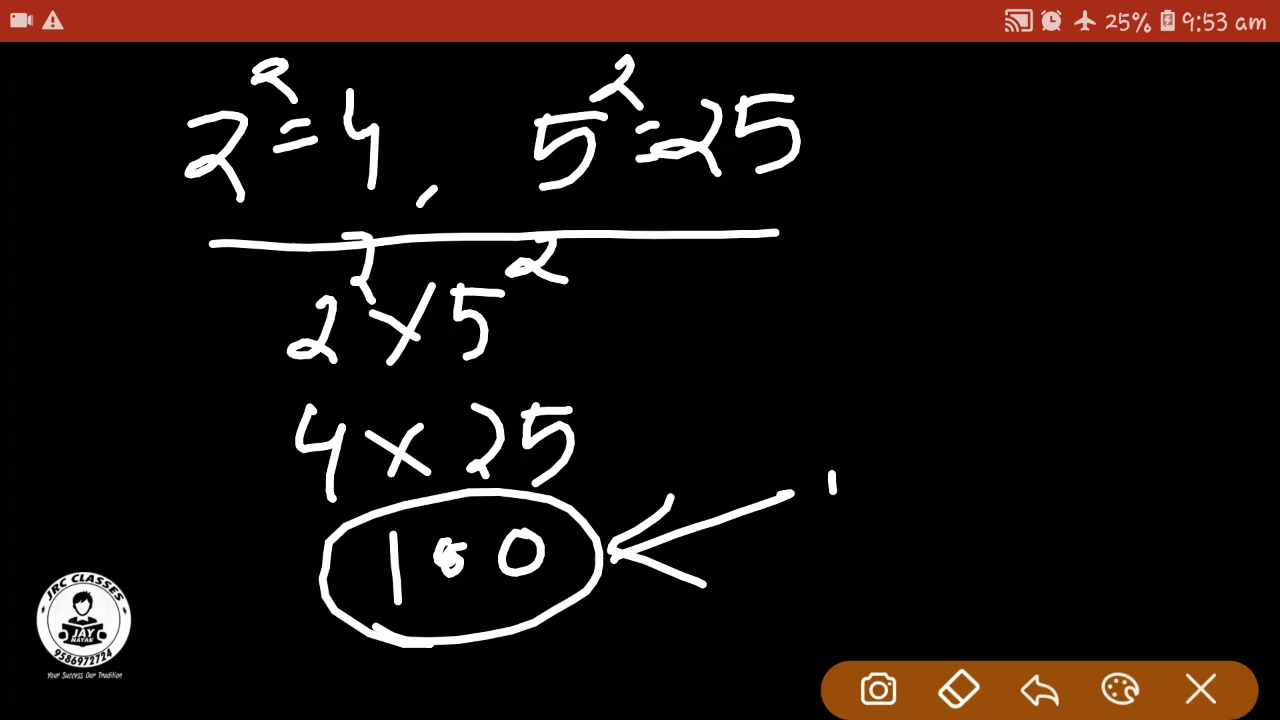 25% 9:53 am
2² = 4, 5² = 25
2² × 5²
4 × 25
100
JRC CLASSES
JAY
NAYAK
9586972724
Your Success Our Tradition